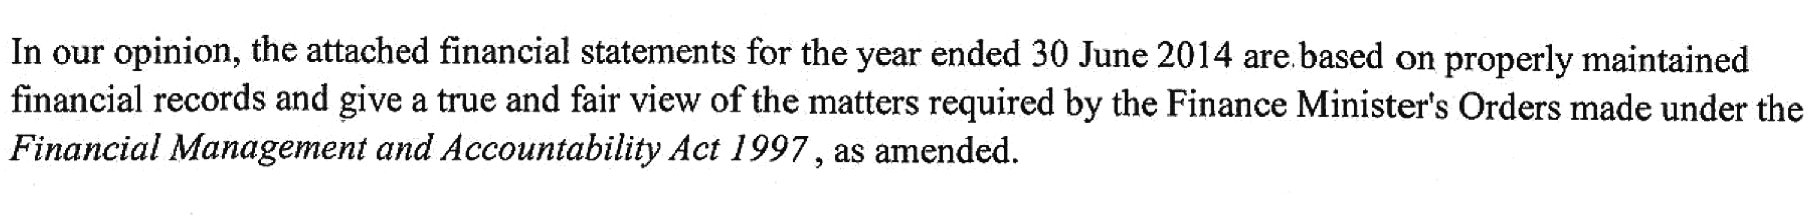 In our opinion, the attached financial statements for the year ended 30 June 2014 are based on properly maintained
financial records and give a true and fair view of the matters required by the Finance Minister's Orders made under the
Financial Management and Accountability Act 1997, as amended.